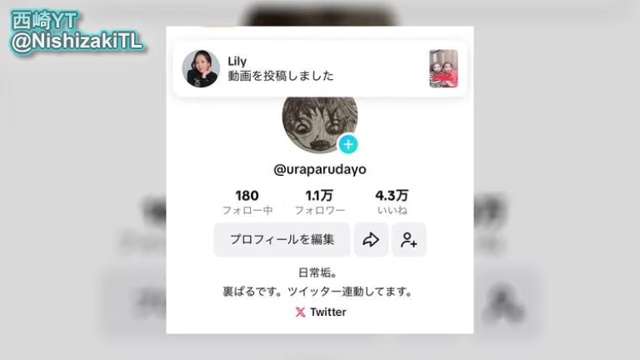 西崎YT
@NishizakiTL
Lily
動画を投稿しました
@uraparudayo
180 1.1万 4.3万
フォロー中 フォロワー いいね
プロフィールを編集
日常垢。
裏ぱるです。ツイッター連動してます。
Twitter